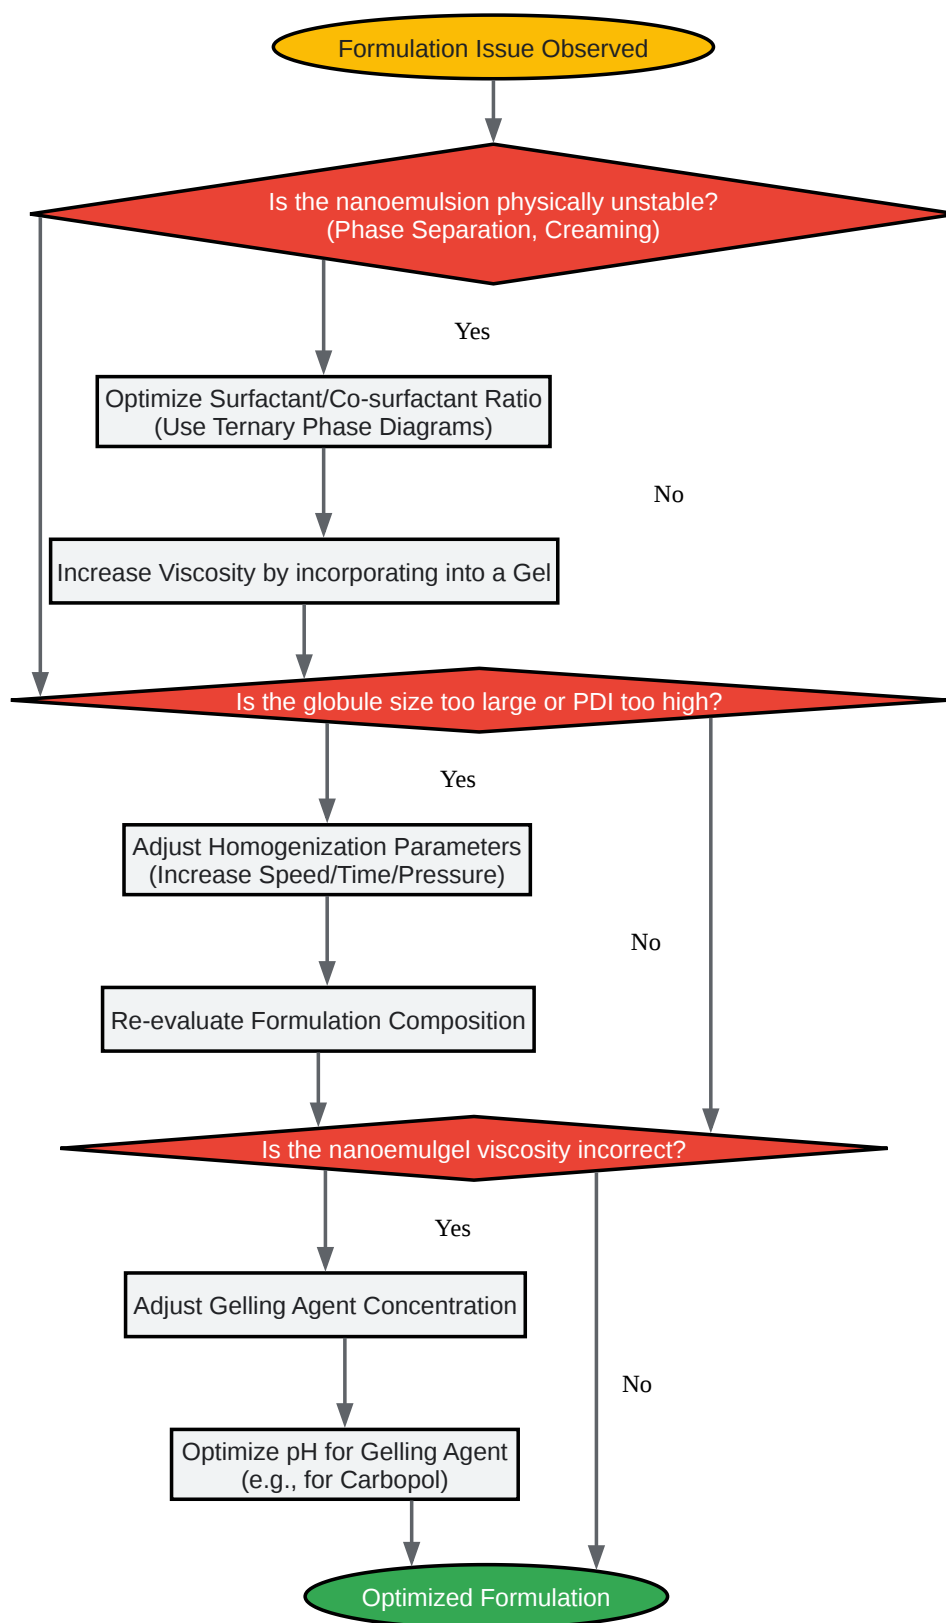 Formulation Issue Observed
Is the nanoemulsion physically unstable?
(Phase Separation, Creaming)
Yes
Optimize Surfactant/Co-surfactant Ratio
(Use Ternary Phase Diagrams)
No
Increase Viscosity by incorporating into a Gel
Is the globule size too large or PDI too high?
Yes
Adjust Homogenization Parameters
(Increase Speed/Time/Pressure)
No
Re-evaluate Formulation Composition
Is the nanoemulgel viscosity incorrect?
Yes
Adjust Gelling Agent Concentration
No
Optimize pH for Gelling Agent
(e.g., for Carbopol)
Optimized Formulation